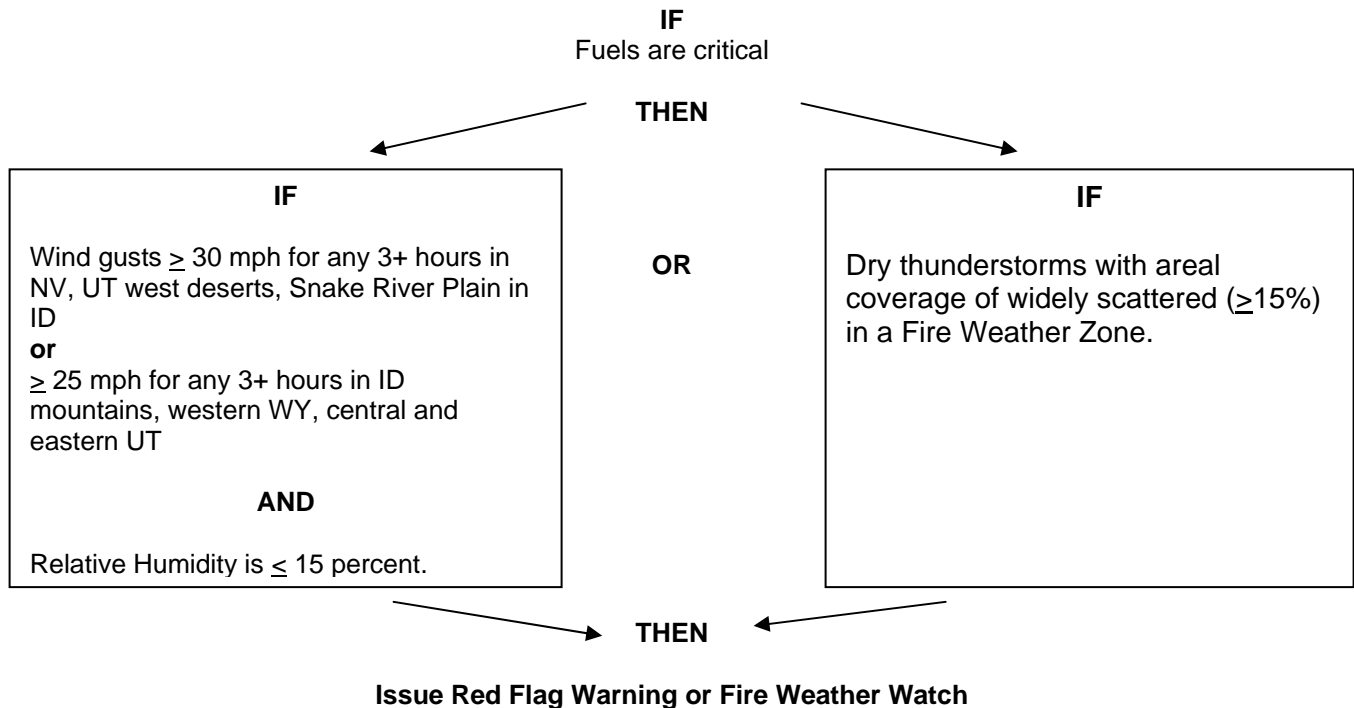 IF
Fuels are critical
THEN
IF
Wind gusts ≥ 30 mph for any 3+ hours in
NV, UT west deserts, Snake River Plain in
ID
or
≥ 25 mph for any 3+ hours in ID
mountains, western WY, central and
eastern UT
AND
Relative Humidity is ≤ 15 percent.
OR
IF
Dry thunderstorms with areal
coverage of widely scattered (≥15%)
in a Fire Weather Zone.
THEN
Issue Red Flag Warning or Fire Weather Watch